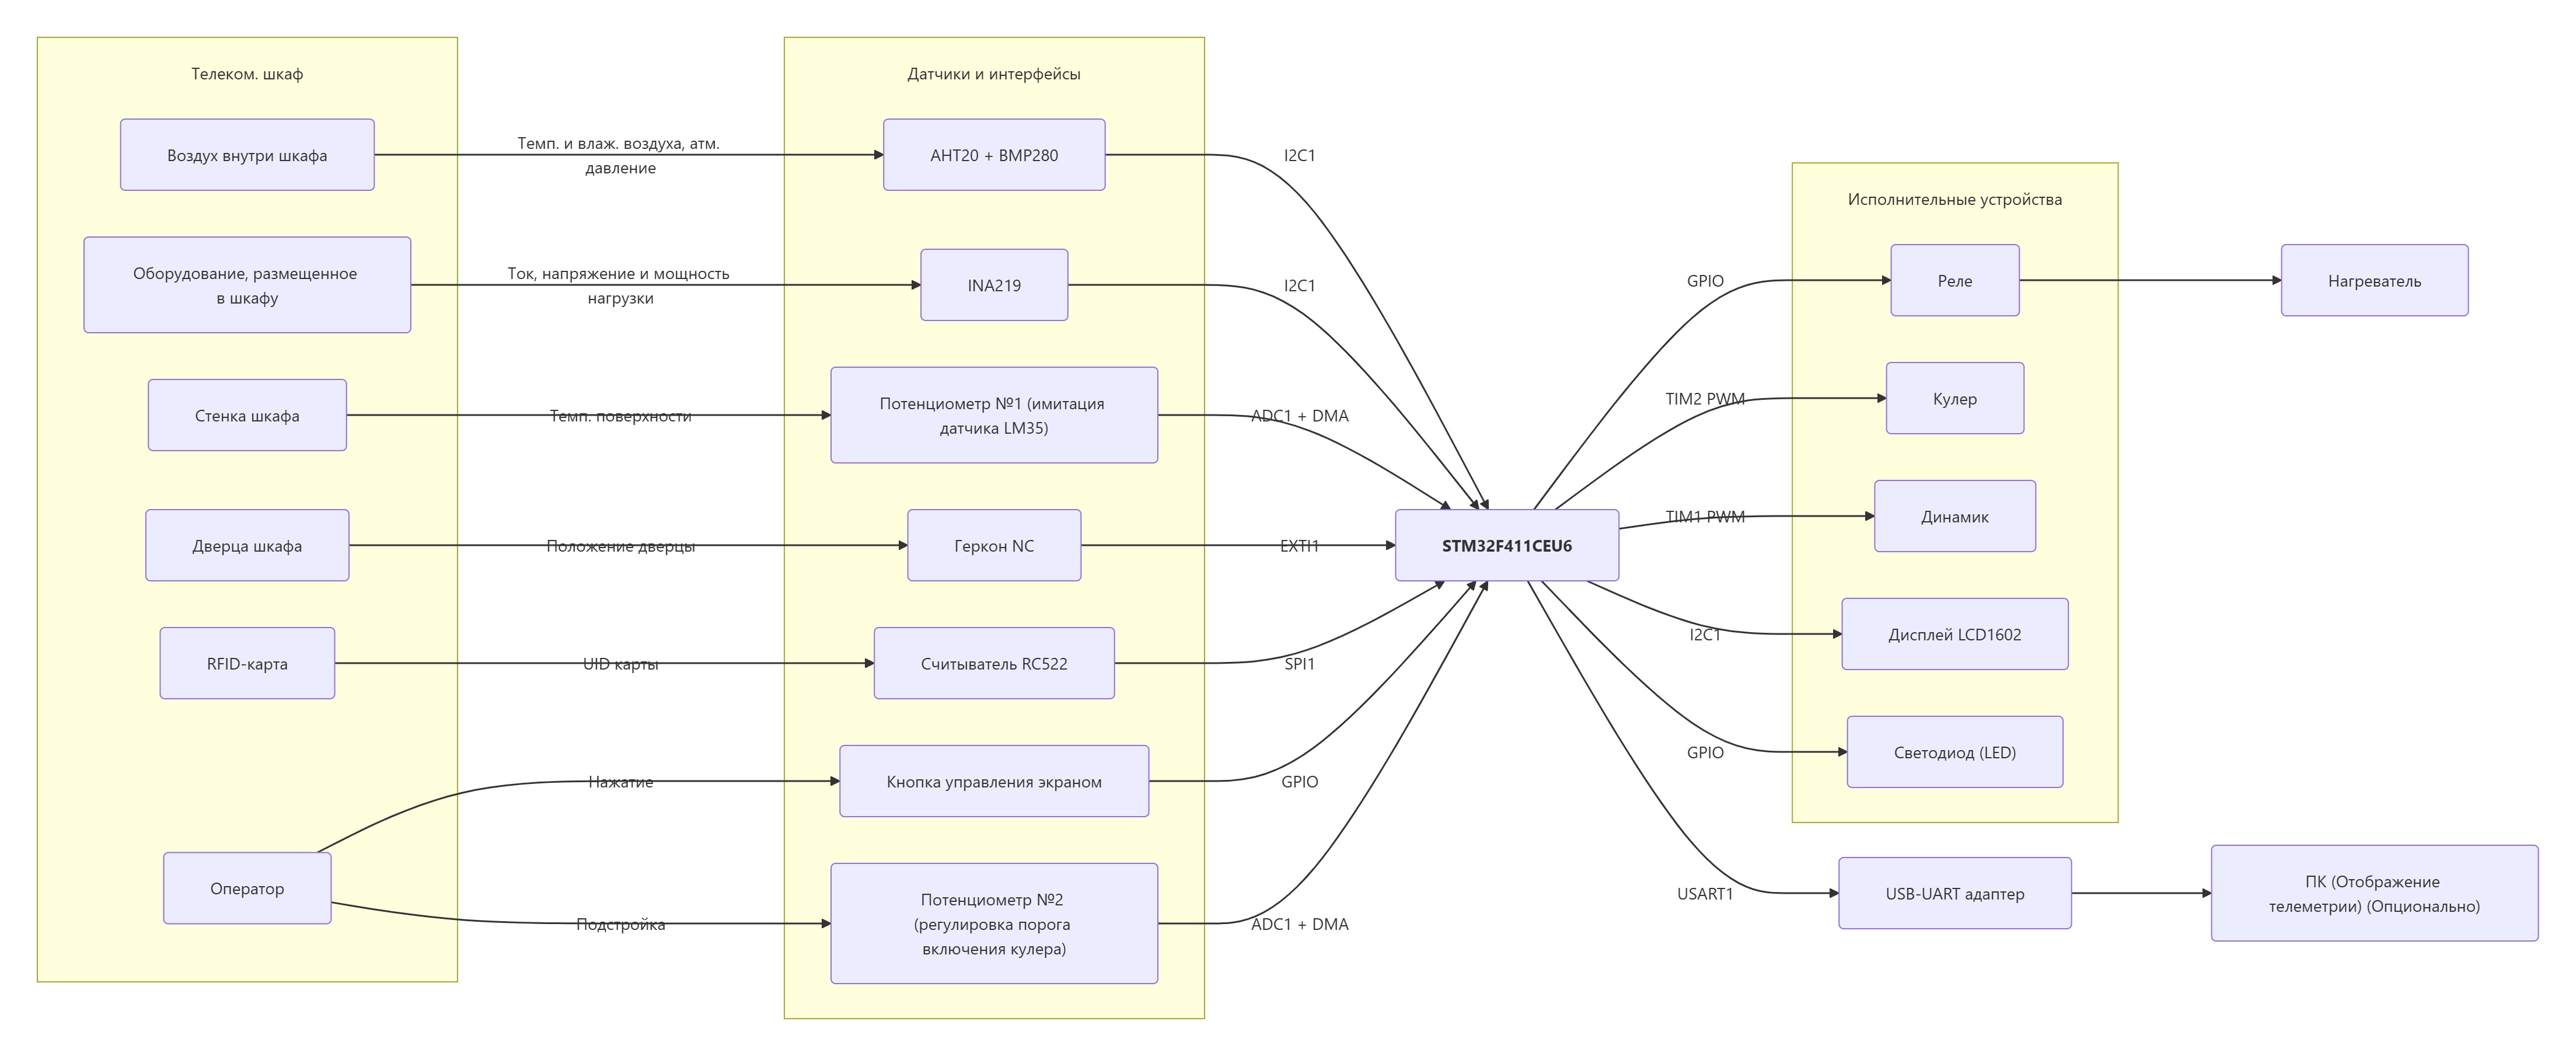 Телеком. шкаф
Воздух внутри шкафа
Оборудование, размещенное
в шкафу
Стенка шкафа
Дверца шкафа
RFID-карта
Оператор
Темп. и влаж. воздуха, атм.
давление
Ток, напряжение и мощность
нагрузки
Темп. поверхности
Положение дверцы
UID карты
Нажатие
Подстройка
Датчики и интерфейсы
AHT20 + BMP280
INA219
Потенциометр №1 (имитация
датчика LM35)
Геркон NC
Считыватель RC522
Кнопка управления экраном
Потенциометр №2
(регулировка порога
включения кулера)
I2C1
I2C1
ADC1 + DMA
EXTI1
SPI1
GPIO
ADC1 + DMA
STM32F411CEU6
GPIO
TIM2 PWM
TIM1 PWM
I2C1
GPIO
USART1
Исполнительные устройства
Реле
Кулер
Динамик
Дисплей LCD1602
Светодиод (LED)
USB-UART адаптер
Нагреватель
ПК (Отображение
телеметрии) (Опционально)